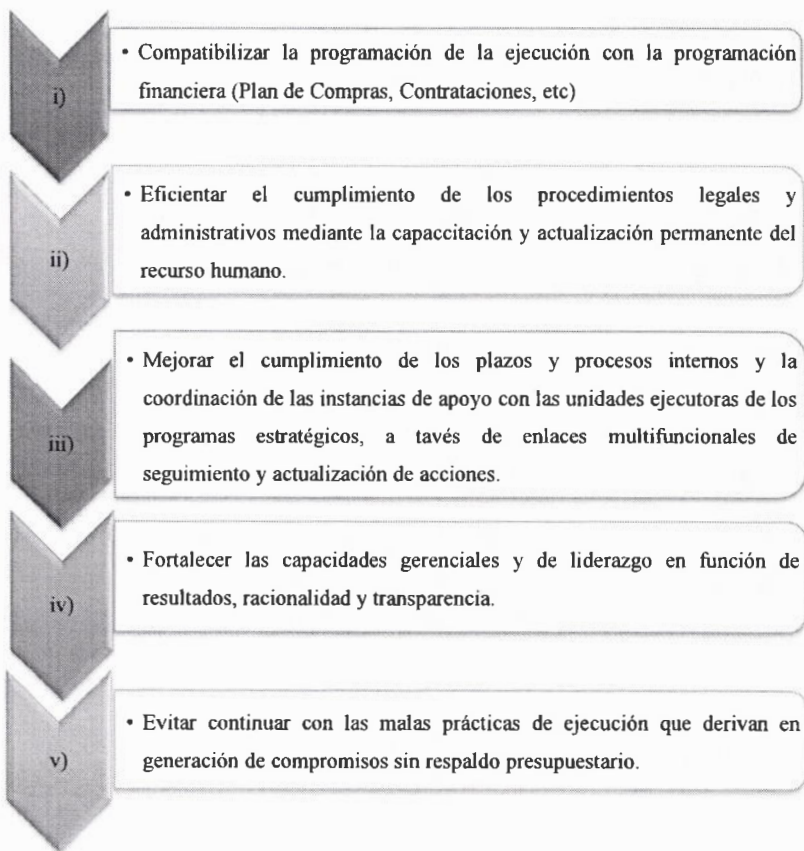 i)
• Compatibilizar la programación de la ejecución con la programación
financiera (Plan de Compras, Contrataciones, etc)
ii)
• Eficientar el cumplimiento de los procedimientos legales y
administrativos mediante la capaccitación y actualización permanente del
recurso humano.
iii)
• Mejorar el cumplimiento de los plazos y procesos internos y la
coordinación de las instancias de apoyo con las unidades ejecutoras de los
programas estratégicos, a tavés de enlaces multifuncionales de
seguimiento y actualización de acciones.
iv)
• Fortalecer las capacidades gerenciales y de liderazgo en función de
resultados, racionalidad y transparencia.
v)
• Evitar continuar con las malas prácticas de ejecución que derivan en
generación de compromisos sin respaldo presupuestario.